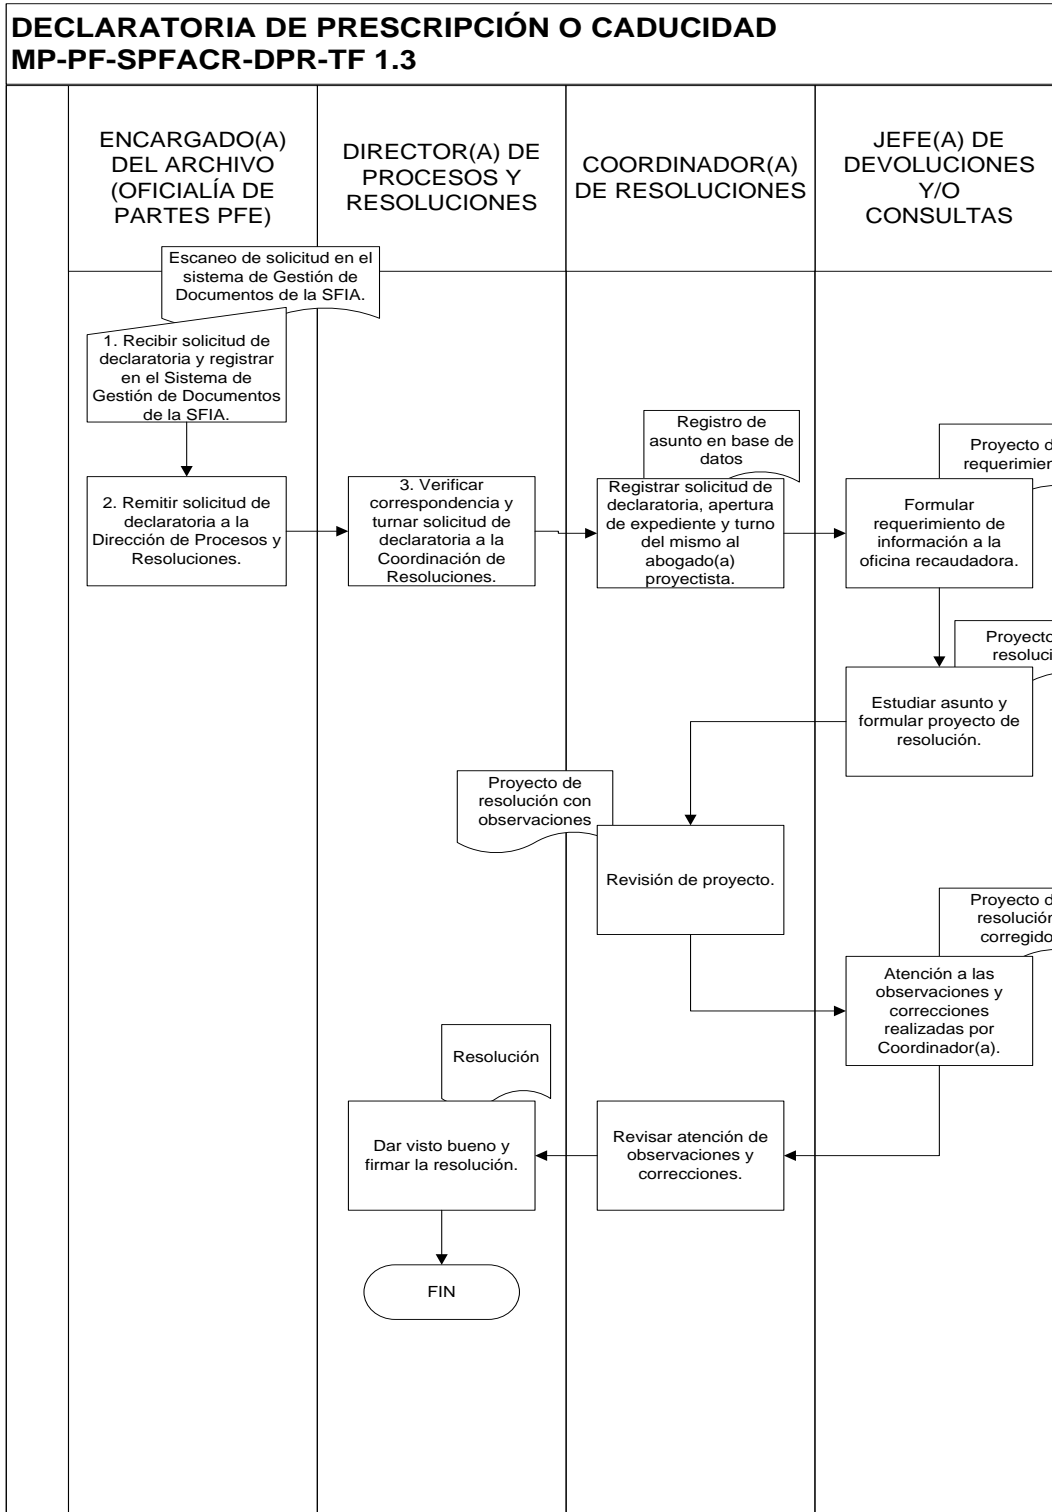 DECLARATORIA DE PRESCRIPCIÓN O CADUCIDAD
MP-PF-SPFACR-DPR-TF 1.3
ENCARGADO(A)
DEL ARCHIVO
(OFICIALÍA DE
PARTES PFE)
DIRECTOR(A) DE
PROCESOS Y
RESOLUCIONES
COORDINADOR(A)
DE RESOLUCIONES
JEFE(A) DE
DEVOLUCIONES
Y/O
CONSULTAS
Escaneo de solicitud en el
sistema de Gestión de
Documentos de la SFIA.
1. Recibir solicitud de
declaratoria y registrar
en el Sistema de
Gestión de Documentos
de la SFIA.
2. Remitir solicitud de
declaratoria a la
Dirección de Procesos y
Resoluciones.
3. Verificar
correspondencia y
turnar solicitud de
declaratoria a la
Coordinación de
Resoluciones.
Registro de
asunto en base de
datos
Registrar solicitud de
declaratoria, apertura
de expediente y turno
del mismo al
abogado(a)
proyectista.
Proyecto
Formular
requerimiento de
información a la
oficina recaudadora.
Proyecto
Estudiar asunto y
formular proyecto de
resolución.
Proyecto de
resolución con
observaciones
Revisión de proyecto.
Proyecto
resolución
corregido
Atención a las
observaciones y
correcciones
realizadas por
Coordinador(a).
Resolución
Dar visto bueno y
firmar la resolución.
Revisar atención de
observaciones y
correcciones.
FIN